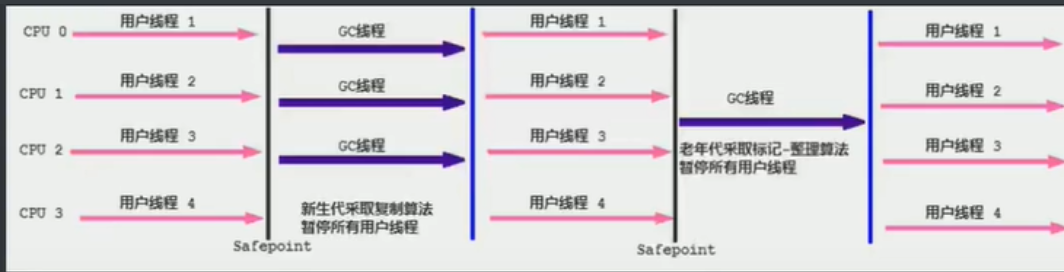 CPU 0
用户线程 1
GC线程
用户线程 1
用户线程 1
CPU 1
用户线程 2
GC线程
用户线程 2
GC线程
用户线程 2
CPU 2
用户线程 3
GC线程
用户线程 3
老年代采取标记-整理算法
暂停所有用户线程
用户线程 3
CPU 3
用户线程 4
新生代采取复制算法
暂停所有用户线程
用户线程 4
用户线程 4
Safepoint
Safepoint